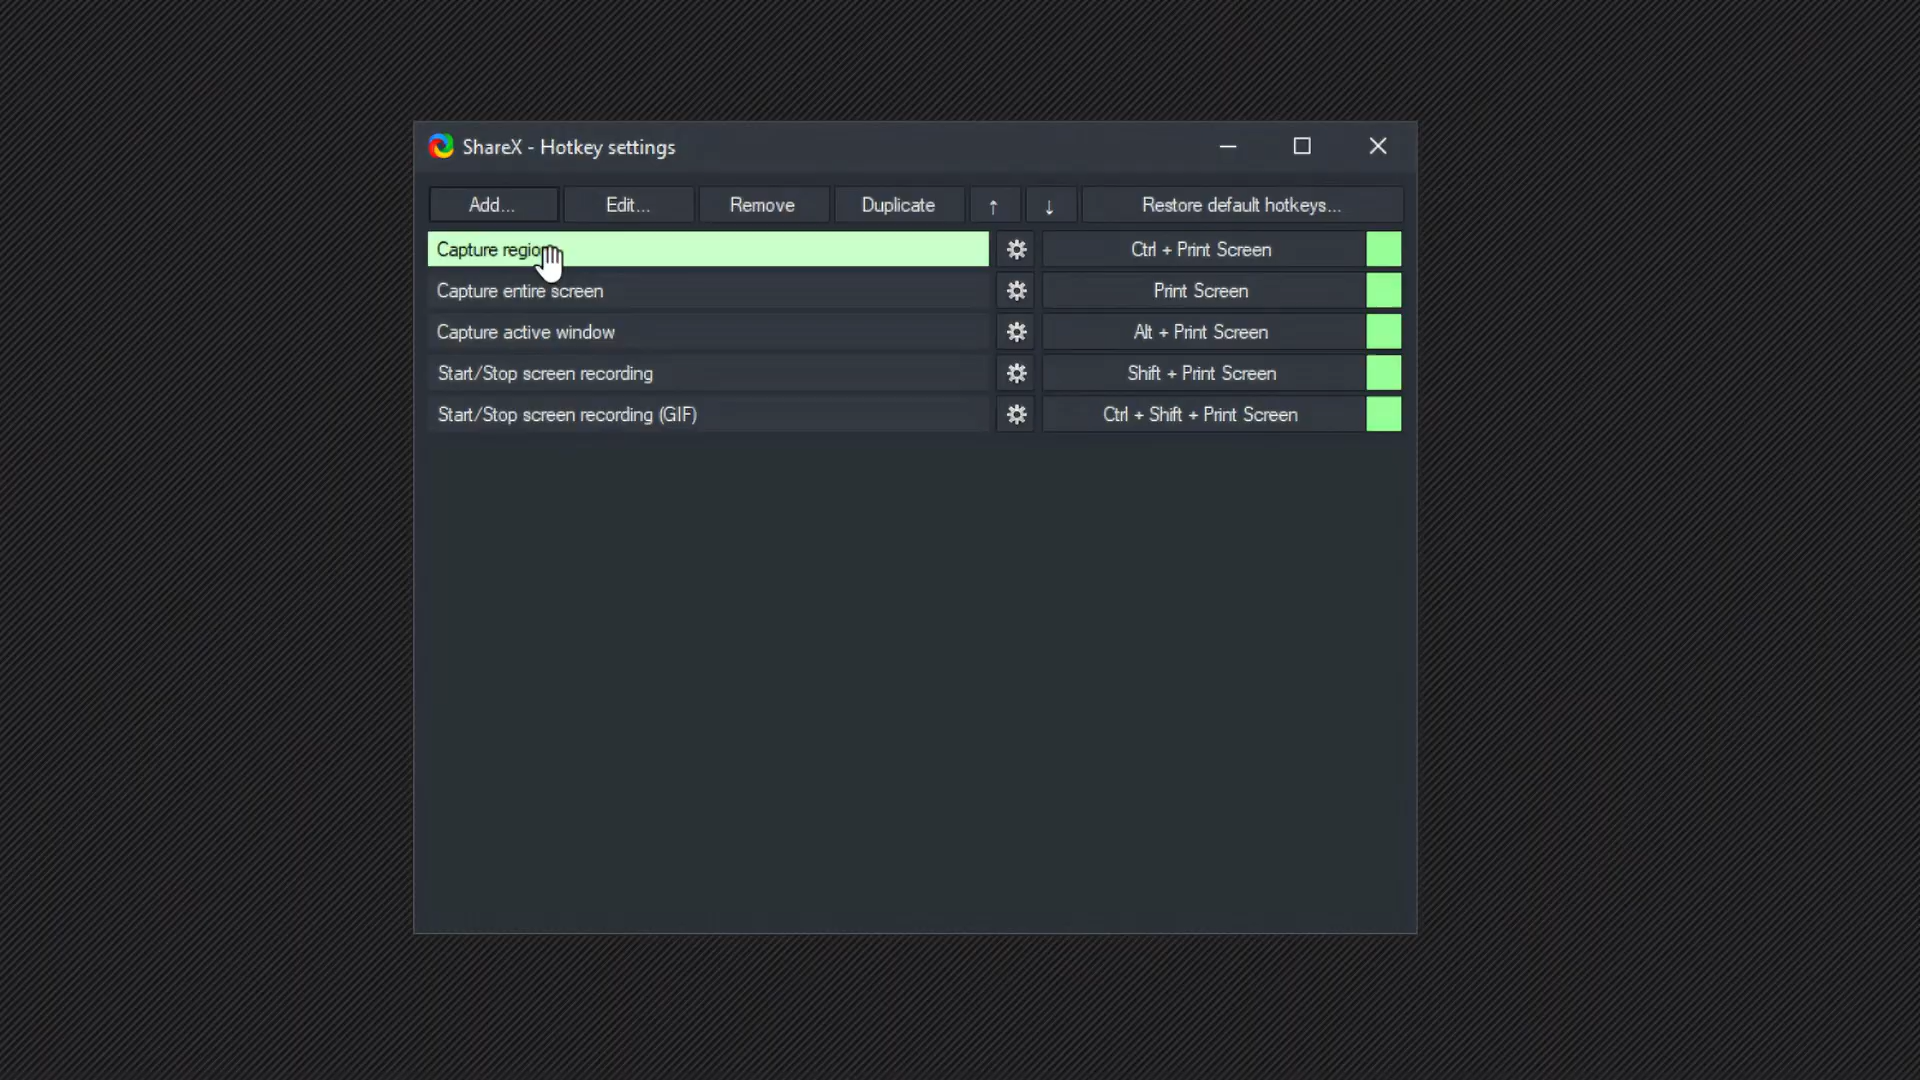 ShareX - Hotkey settings
Add... Edit... Remove Duplicate ↑ ↓ Restore default hotkeys...
Capture region Ctrl + Print Screen
Capture entire screen Print Screen
Capture active window Alt + Print Screen
Start/Stop screen recording Shift + Print Screen
Start/Stop screen recording (GIF) Ctrl + Shift + Print Screen